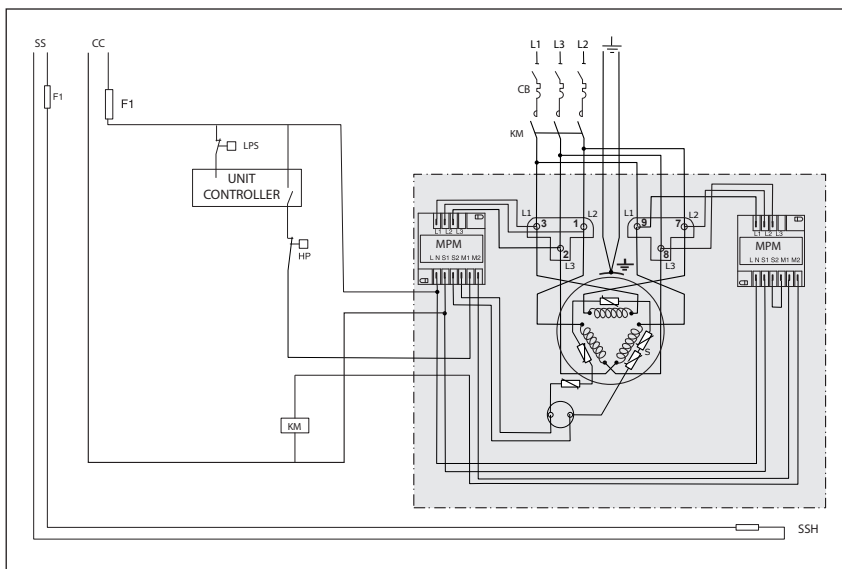 SS CC
L1 L3 L2
F1
F1
CB
KM
LPS
UNIT
CONTROLLER
HP
KM
L1 3 1 L2
L1 9 7 L2
2
L3
8
L3
L1 L2 L3
MPM
L N S1 S2 M1 M2
L1 L2 L3
MPM
L N S1 S2 M1 M2
S
SSH